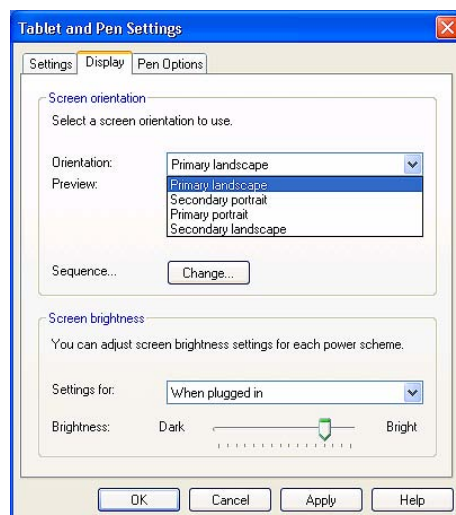 Tablet and Pen Settings
Settings Display Pen Options
Screen orientation
Select a screen orientation to use.
Orientation: Primary landscape
Preview: Primary landscape
Secondary portrait
Primary portrait
Secondary landscape
Sequence... Change...
Screen brightness
You can adjust screen brightness settings for each power scheme.
Settings for: When plugged in
Brightness: Dark Bright
OK Cancel Apply Help